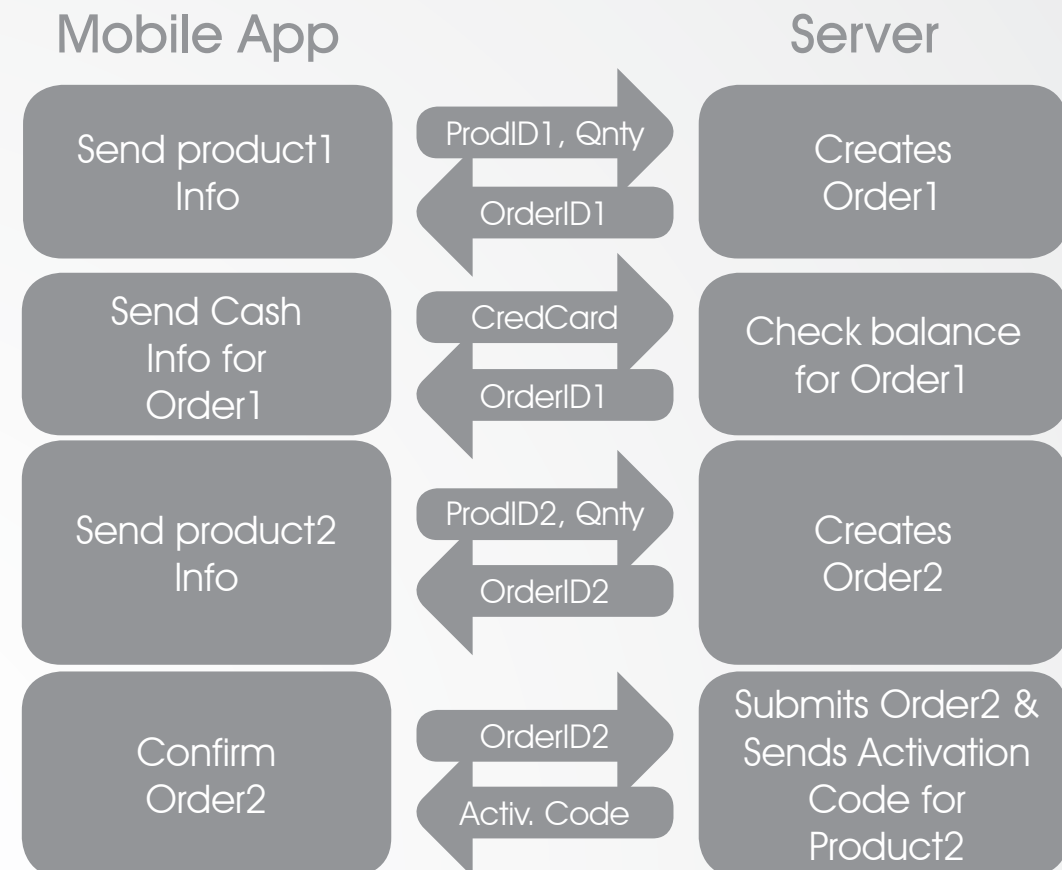 Mobile App
Server
Send product1
Info
ProdID1, Qnty
OrderID1
Creates
Order1
Send Cash
Info for
Order1
CredCard
OrderID1
Check balance
for Order1
Send product2
Info
ProdID2, Qnty
OrderID2
Creates
Order2
Confirm
Order2
OrderID2
Activ. Code
Submits Order2 &
Sends Activation
Code for
Product2